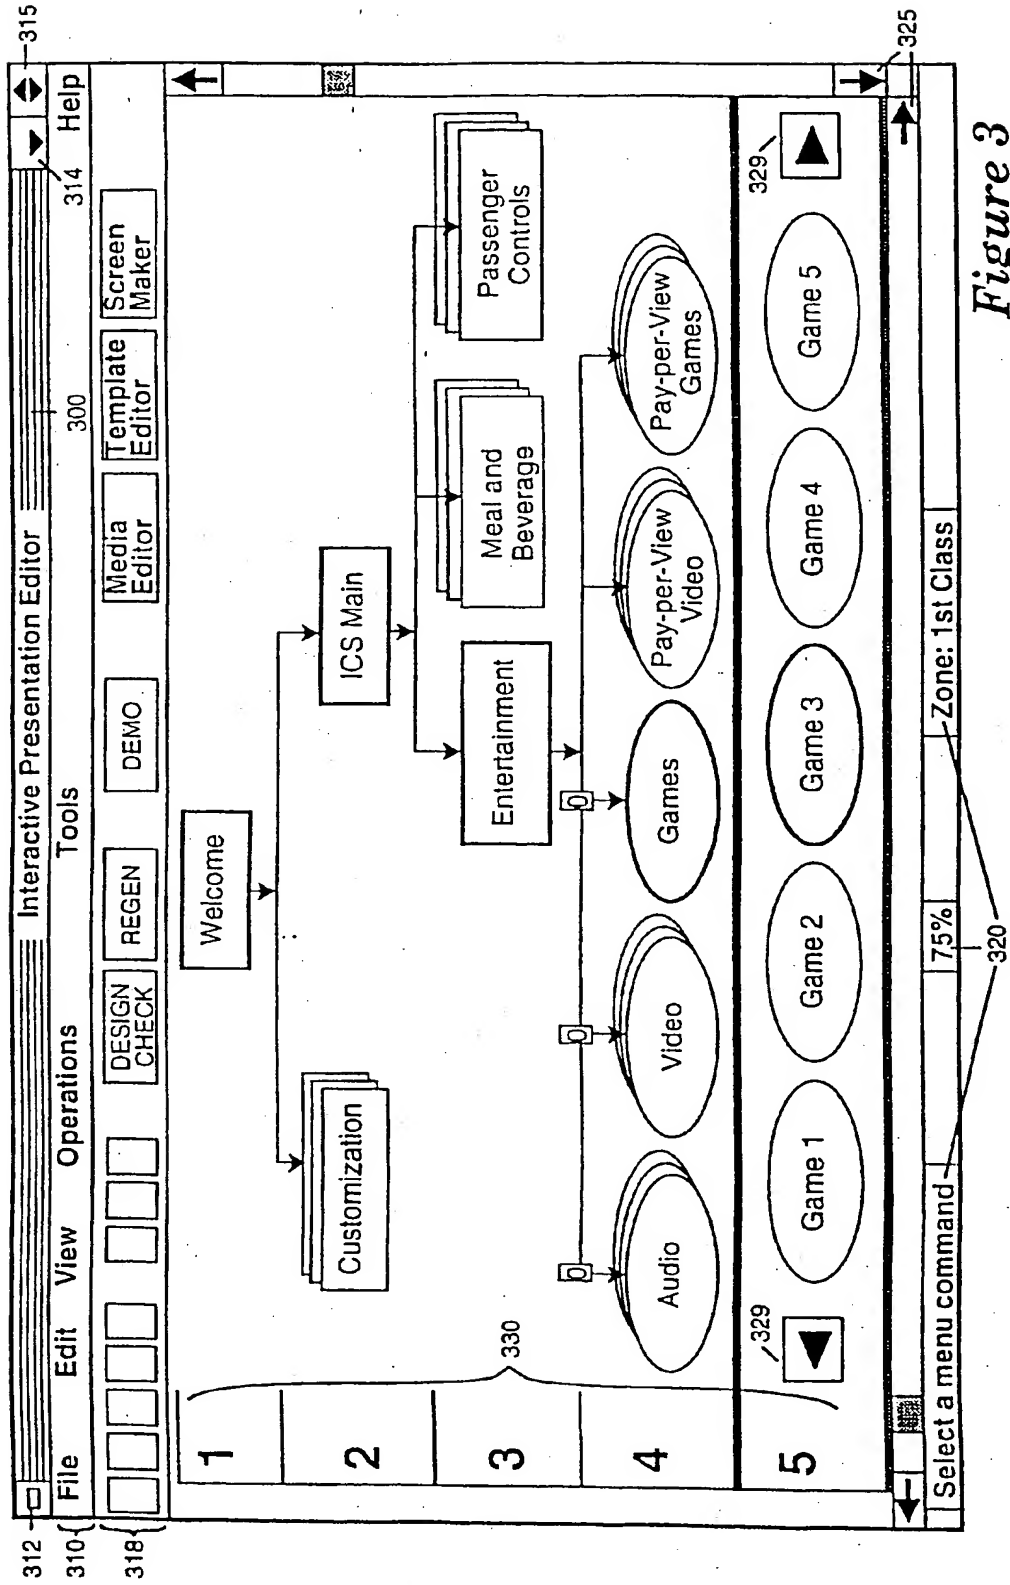 312
Interactive Presentation Editor
300
314
315
310
File Edit View Operations Tools Help
318
DESIGN
CHECK
REGEN
DEMO
Media
Editor
Template
Editor
Screen
Maker
1
Welcome
2
Customization
ICS Main
3
Entertainment
Meal and
Beverage
Passenger
Controls
330
4
0
0
0
Audio
Video
Games
Pay-per-View
Video
Pay-per-View
Games
329
329
5
Game 1
Game 2
Game 3
Game 4
Game 5
325
Select a menu command
75%
Zone: 1st Class
320
Figure 3